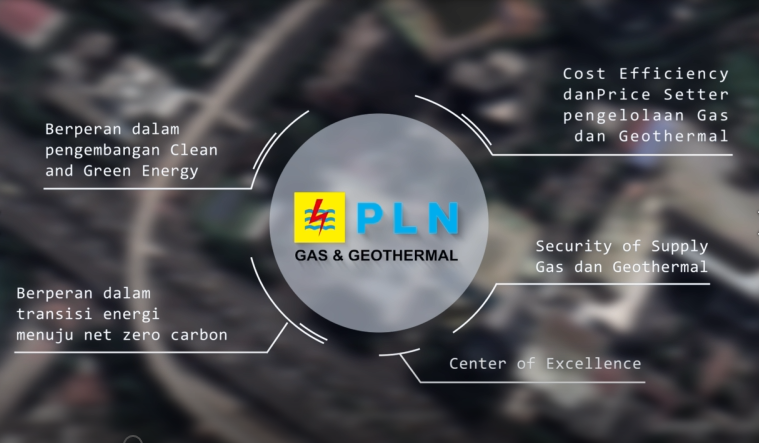 Berperan dalam
pengembangan Clean
and Green Energy
Cost Efficiency
danPrice Setter
pengelolaan Gas
dan Geothermal
PLN
GAS & GEOTHERMAL
Security of Supply
Gas dan Geothermal
Berperan dalam
transisi energi
menuju net zero carbon
Center of Excellence